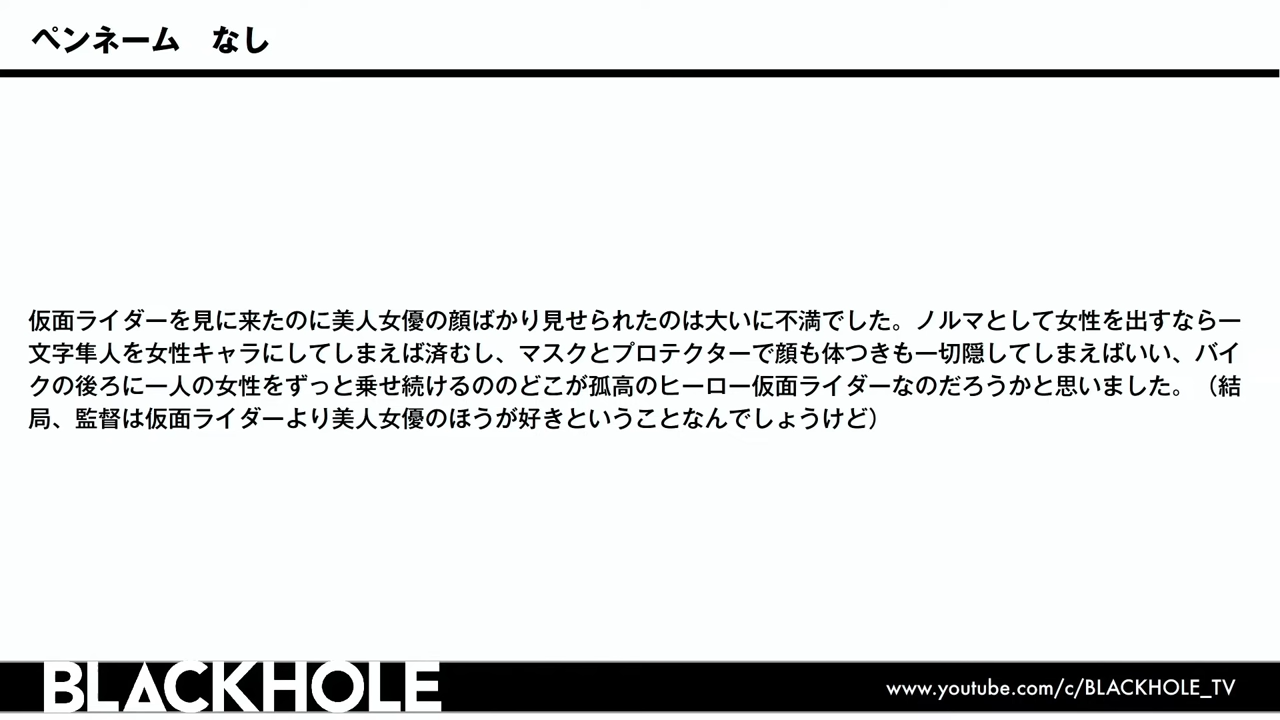 ペンネーム　なし
仮面ライダーを見に来たのに美人女優の顔ばかり見せられたのは大いに不満でした。ノルマとして女性を出すなら一
文字隼人を女性キャラにしてしまえば済むし、マスクとプロテクターで顔も体つきも一切隠してしまえばいい、バイ
クの後ろに一人の女性をずっと乗せ続けるののどこが孤高のヒーロー仮面ライダーなのだろうかと思いました。（結
局、監督は仮面ライダーより美人女優のほうが好きということなんでしょうけど）
BLACKHOLE
www.youtube.com/c/BLACKHOLE_TV